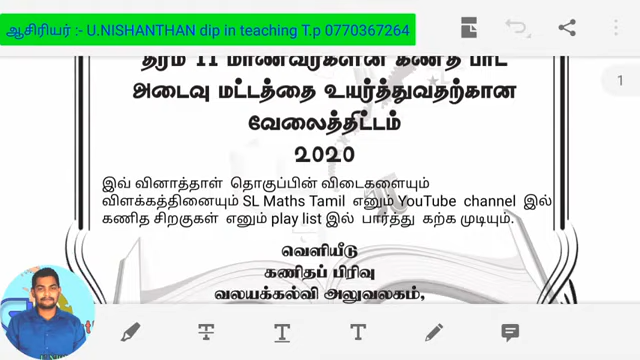 ஆசிரியர் :- U.NISHANTHAN dip in teaching T.p 0770367264
தரம் 11 மாணவர்களின் கணித பாட
அடைவு மட்டத்தை உயர்த்துவதற்கான
வேலைத்திட்டம்
2020
இவ் வினாத்தாள் தொகுப்பின் விடைகளையும்
விளக்கத்தினையும் SL Maths Tamil எனும் YouTube channel இல்
கணித சிறகுகள் எனும் play list இல் பார்த்து கற்க முடியும்.
வெளியீடு
கணிதப் பிரிவு
வலயக்கல்வி அலுவலகம்,
1